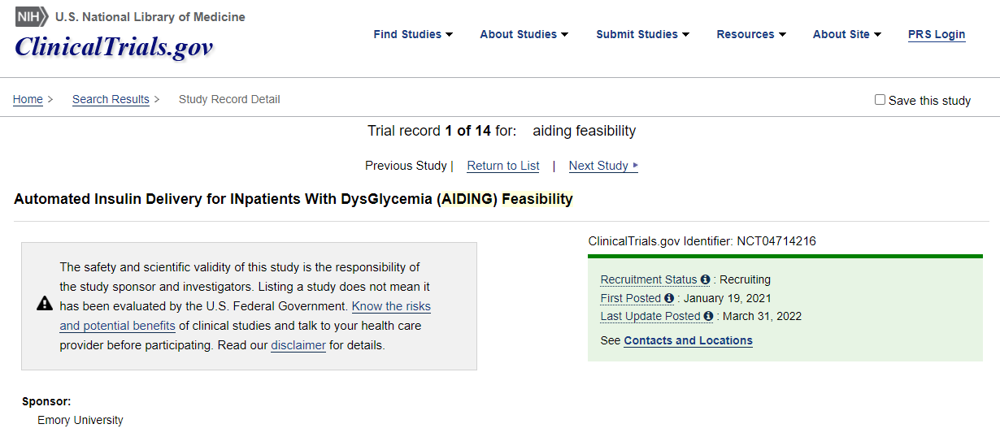 NIH U.S. National Library of Medicine
ClinicalTrials.gov
Find Studies About Studies Submit Studies Resources About Site PRS Login
Home > Search Results > Study Record Detail
Save this study
Trial record 1 of 14 for: aiding feasibility
Previous Study | Return to List | Next Study
Automated Insulin Delivery for INpatients With DysGlycemia (AIDING) Feasibility
The safety and scientific validity of this study is the responsibility of
the study sponsor and investigators. Listing a study does not mean it
has been evaluated by the U.S. Federal Government. Know the risks
and potential benefits of clinical studies and talk to your health care
provider before participating. Read our disclaimer for details.
ClinicalTrials.gov Identifier: NCT04714216
Recruitment Status : Recruiting
First Posted : January 19, 2021
Last Update Posted : March 31, 2022
See Contacts and Locations
Sponsor:
Emory University